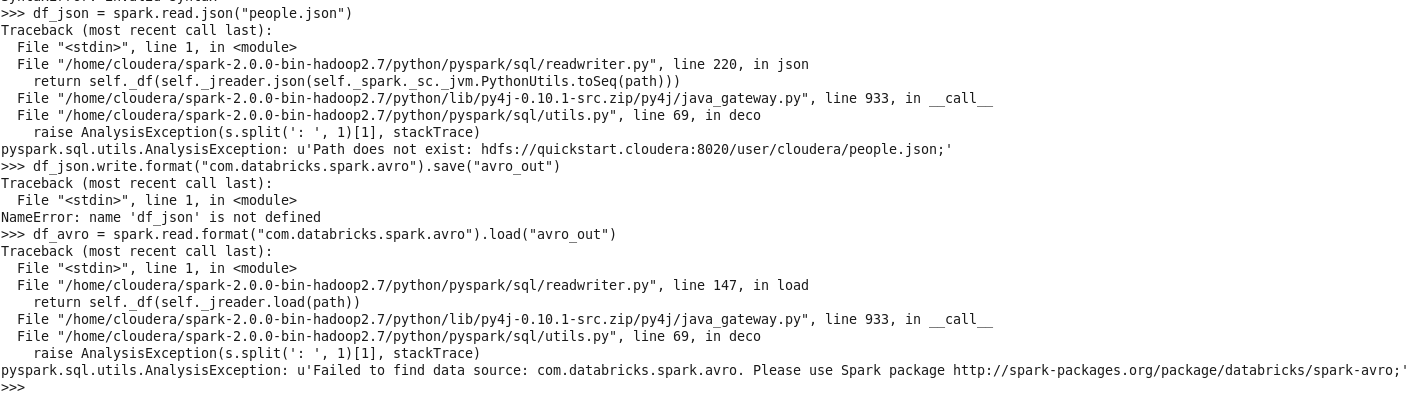 >>> df_json = spark.read.json("people.json")
Traceback (most recent call last):
  File "<stdin>", line 1, in <module>
  File "/home/cloudera/spark-2.0.0-bin-hadoop2.7/python/pyspark/sql/readwriter.py", line 220, in json
    return self._df(self._jreader.json(self._spark._sc._jvm.PythonUtils.toSeq(path)))
  File "/home/cloudera/spark-2.0.0-bin-hadoop2.7/python/lib/py4j-0.10.1-src.zip/py4j/java_gateway.py", line 933, in __call__
  File "/home/cloudera/spark-2.0.0-bin-hadoop2.7/python/pyspark/sql/utils.py", line 69, in deco
    raise AnalysisException(s.split(': ', 1)[1], stackTrace)
pyspark.sql.utils.AnalysisException: u'Path does not exist: hdfs://quickstart.cloudera:8020/user/cloudera/people.json;'
>>> df_json.write.format("com.databricks.spark.avro").save("avro_out")
Traceback (most recent call last):
  File "<stdin>", line 1, in <module>
NameError: name 'df_json' is not defined
>>> df_avro = spark.read.format("com.databricks.spark.avro").load("avro_out")
Traceback (most recent call last):
  File "<stdin>", line 1, in <module>
  File "/home/cloudera/spark-2.0.0-bin-hadoop2.7/python/pyspark/sql/readwriter.py", line 147, in load
    return self._df(self._jreader.load(path))
  File "/home/cloudera/spark-2.0.0-bin-hadoop2.7/python/lib/py4j-0.10.1-src.zip/py4j/java_gateway.py", line 933, in __call__
  File "/home/cloudera/spark-2.0.0-bin-hadoop2.7/python/pyspark/sql/utils.py", line 69, in deco
    raise AnalysisException(s.split(': ', 1)[1], stackTrace)
pyspark.sql.utils.AnalysisException: u'Failed to find data source: com.databricks.spark.avro. Please use Spark package http://spark-packages.org/package/databricks/spark-avro;'
>>>